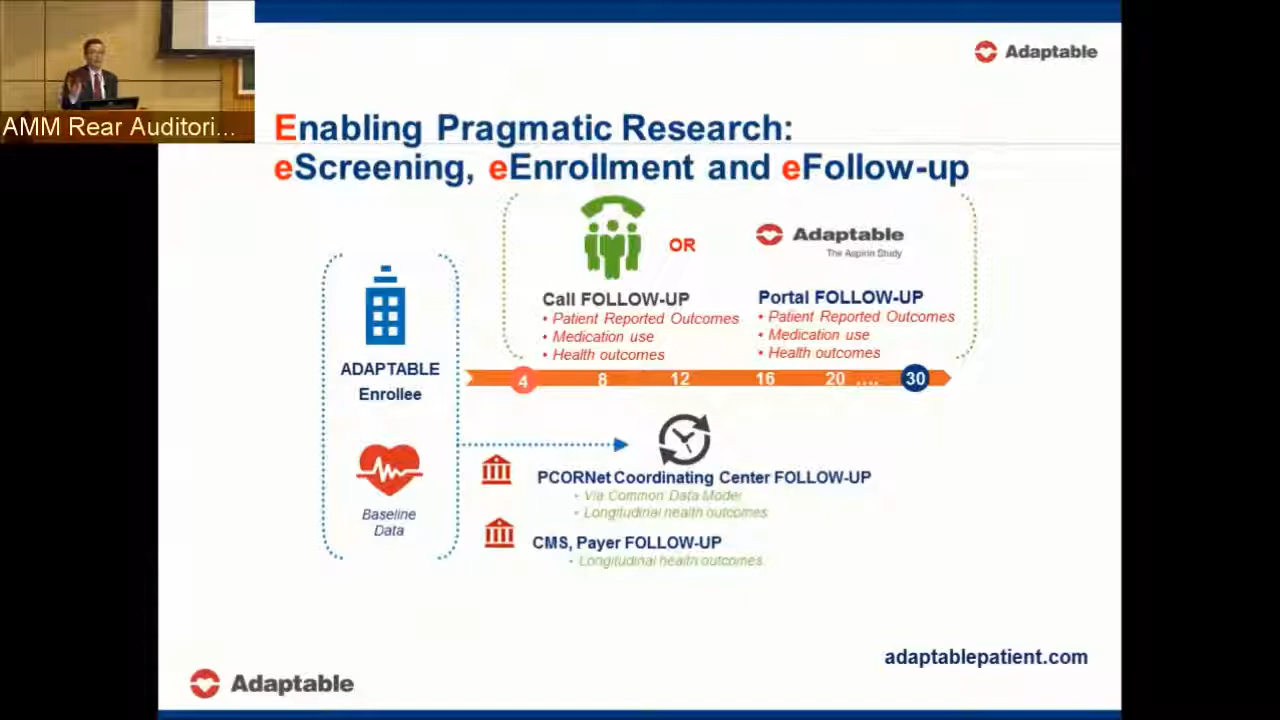 AMM Rear Auditori...
Adaptable
Enabling Pragmatic Research:
eScreening, eEnrollment and eFollow-up
OR
Adaptable
The Aspirin Study
Call FOLLOW-UP
• Patient Reported Outcomes
• Medication use
• Health outcomes
Portal FOLLOW-UP
• Patient Reported Outcomes
• Medication use
• Health outcomes
ADAPTABLE
Enrollee
4 8 12 16 20 .... 30
Baseline
Data
PCORNet Coordinating Center FOLLOW-UP
• Via Common Data Model
• Longitudinal health outcomes
CMS, Payer FOLLOW-UP
• Longitudinal health outcomes
adaptablepatient.com
Adaptable